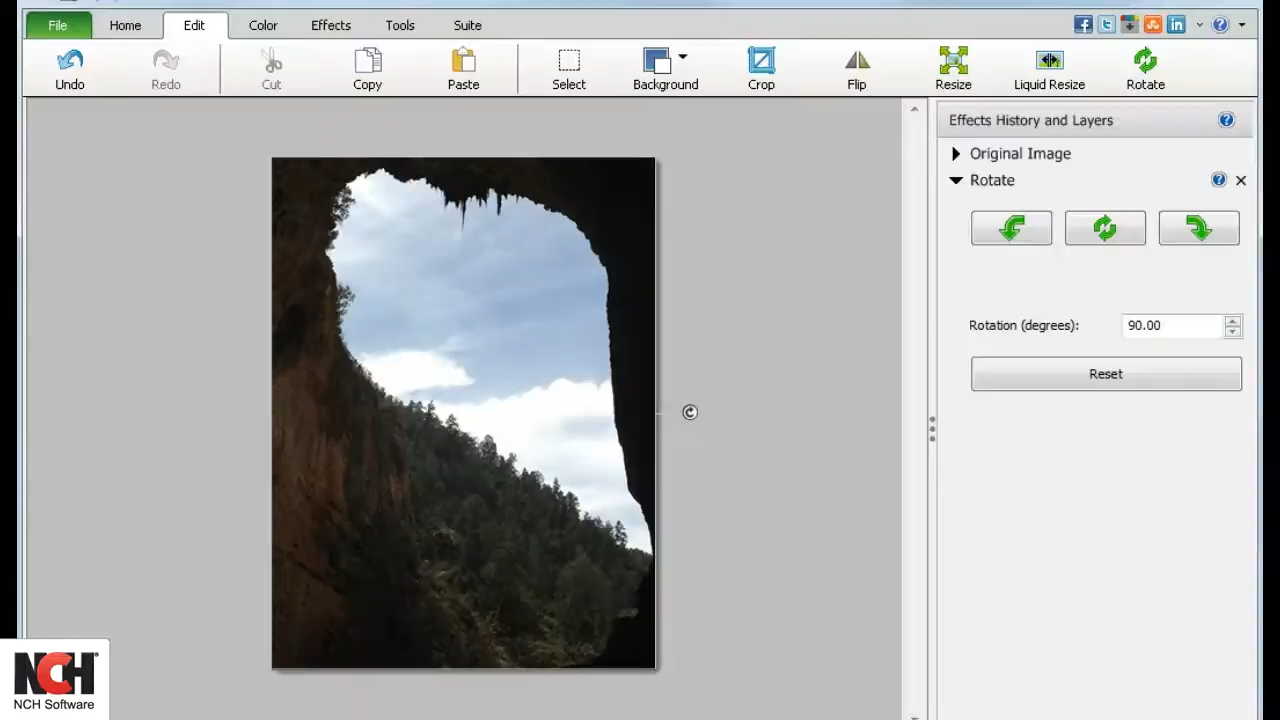 File Home Edit Color Effects Tools Suite
Undo Redo Cut Copy Paste Select Background Crop Flip Resize Liquid Resize Rotate
Effects History and Layers
Original Image
Rotate
Rotation (degrees): 90.00
Reset
NCH
NCH Software